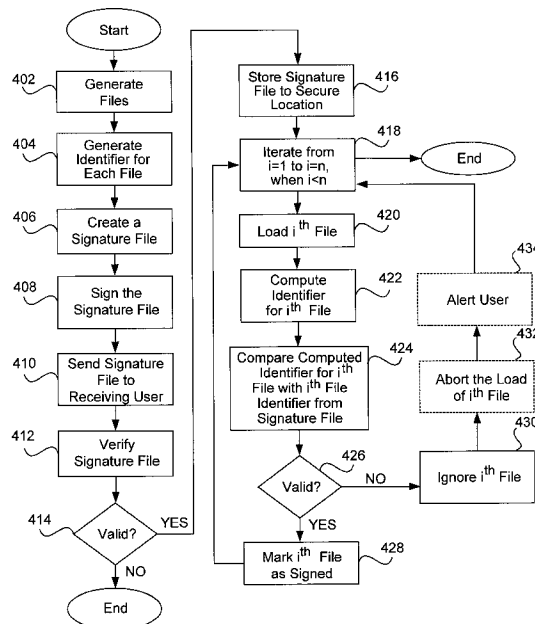 Start
402
Generate
Files
404
Generate
Identifier for
Each File
406
Create a
Signature File
408
Sign the
Signature File
410
Send Signature
File to
Receiving User
412
Verify
Signature File
414
Valid?
YES
NO
End
Store Signature
File to Secure
Location
416
Iterate from
i=1 to i=n,
when i<n
418
End
Load ith File
420
Compute
Identifier
for ith File
422
Compare Computed
Identifier for ith
File with ith File
Identifier from
Signature File
424
Valid?
426
NO
YES
Mark ith File
as Signed
428
434
Alert User
432
Abort the Load
of ith File
430
Ignore ith File